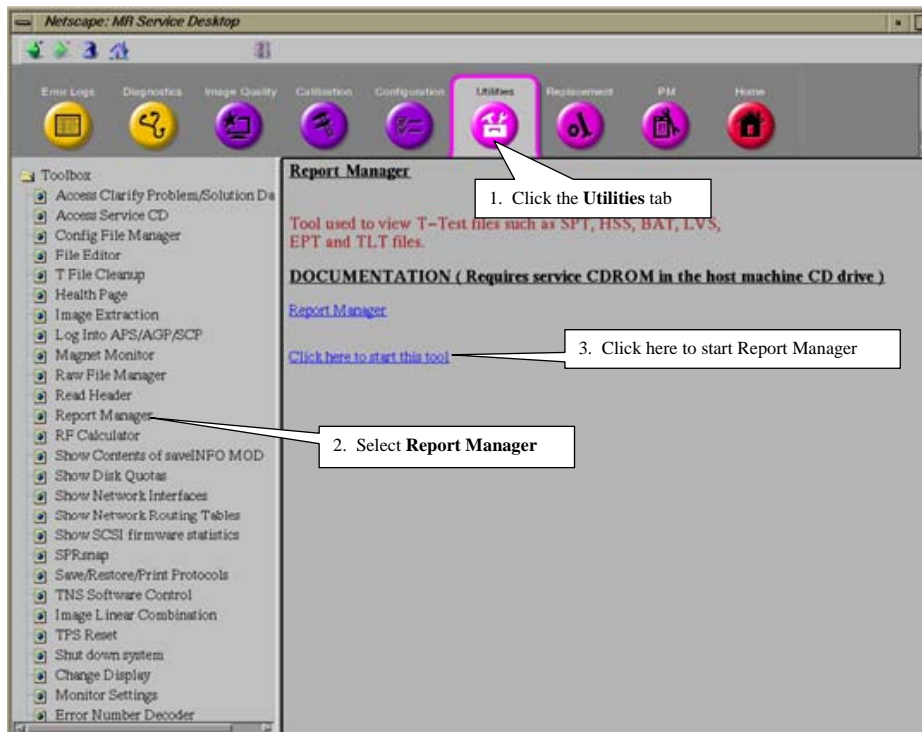 Netscape: MR Service Desktop
Error Logs
Diagnostics
Image Quality
Calibration
Configuration
Utilities
Replacement
PM
Home
Toolbox
Access Clarify Problem/Solution Da
Access Service CD
Config File Manager
File Editor
T File Cleanup
Health Page
Image Extraction
Log Into APS/AGP/SCP
Magnet Monitor
Raw File Manager
Read Header
Report Manager
RF Calculator
Show Contents of saveINFO MOD
Show Disk Quotas
Show Network Interfaces
Show Network Routing Tables
Show SCSI firmware statistics
SPRsnap
Save/Restore/Print Protocols
TNS Software Control
Image Linear Combination
TPS Reset
Shut down system
Change Display
Monitor Settings
Error Number Decoder
Report Manager
1. Click the Utilities tab
Tool used to view T-Test files such as SPT, HSS, BAT, LVS,
EPT and TLT files.
DOCUMENTATION ( Requires service CDROM in the host machine CD drive )
Report Manager
Click here to start this tool
3. Click here to start Report Manager
2. Select Report Manager